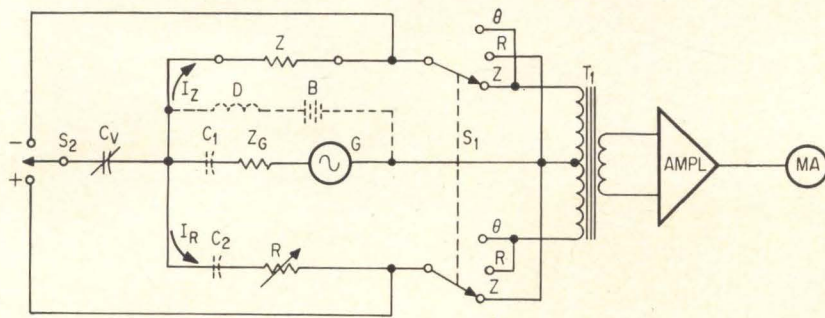 θ
R
Z
Z
T1
I_Z
D
B
−
S2
C_V
C1
Z_G
G
S1
AMPL
MA
+
I_R
C2
R
θ
R
Z